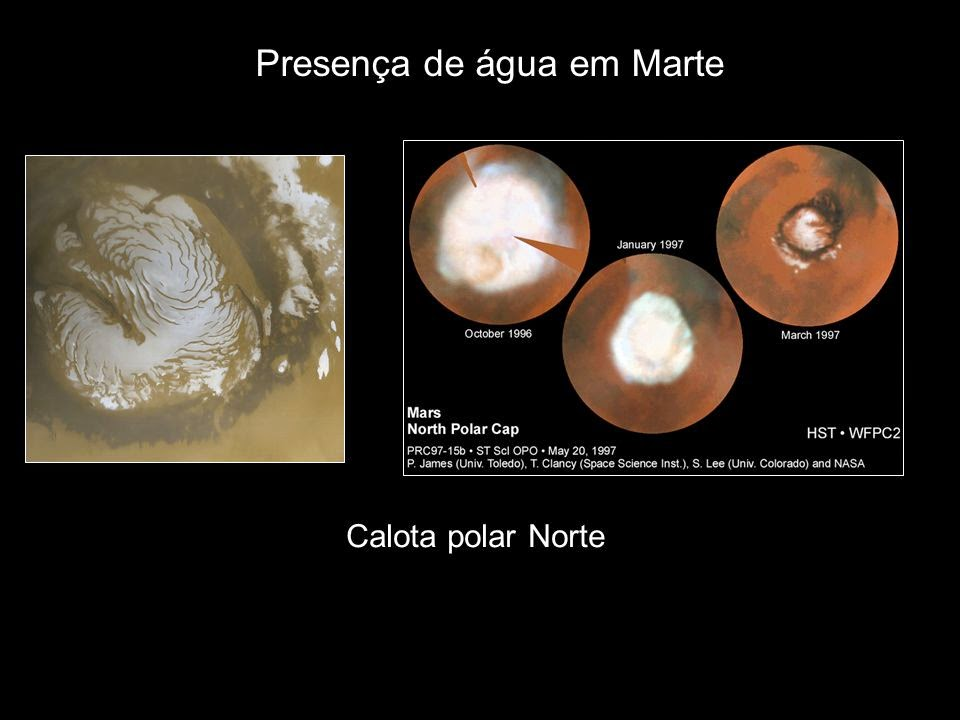 Presença de água em Marte
October 1996
January 1997
March 1997
Mars
North Polar Cap
HST • WFPC2
PRC97-15b • ST ScI OPO • May 20, 1997
P. James (Univ. Toledo), T. Clancy (Space Science Inst.), S. Lee (Univ. Colorado) and NASA
Calota polar Norte